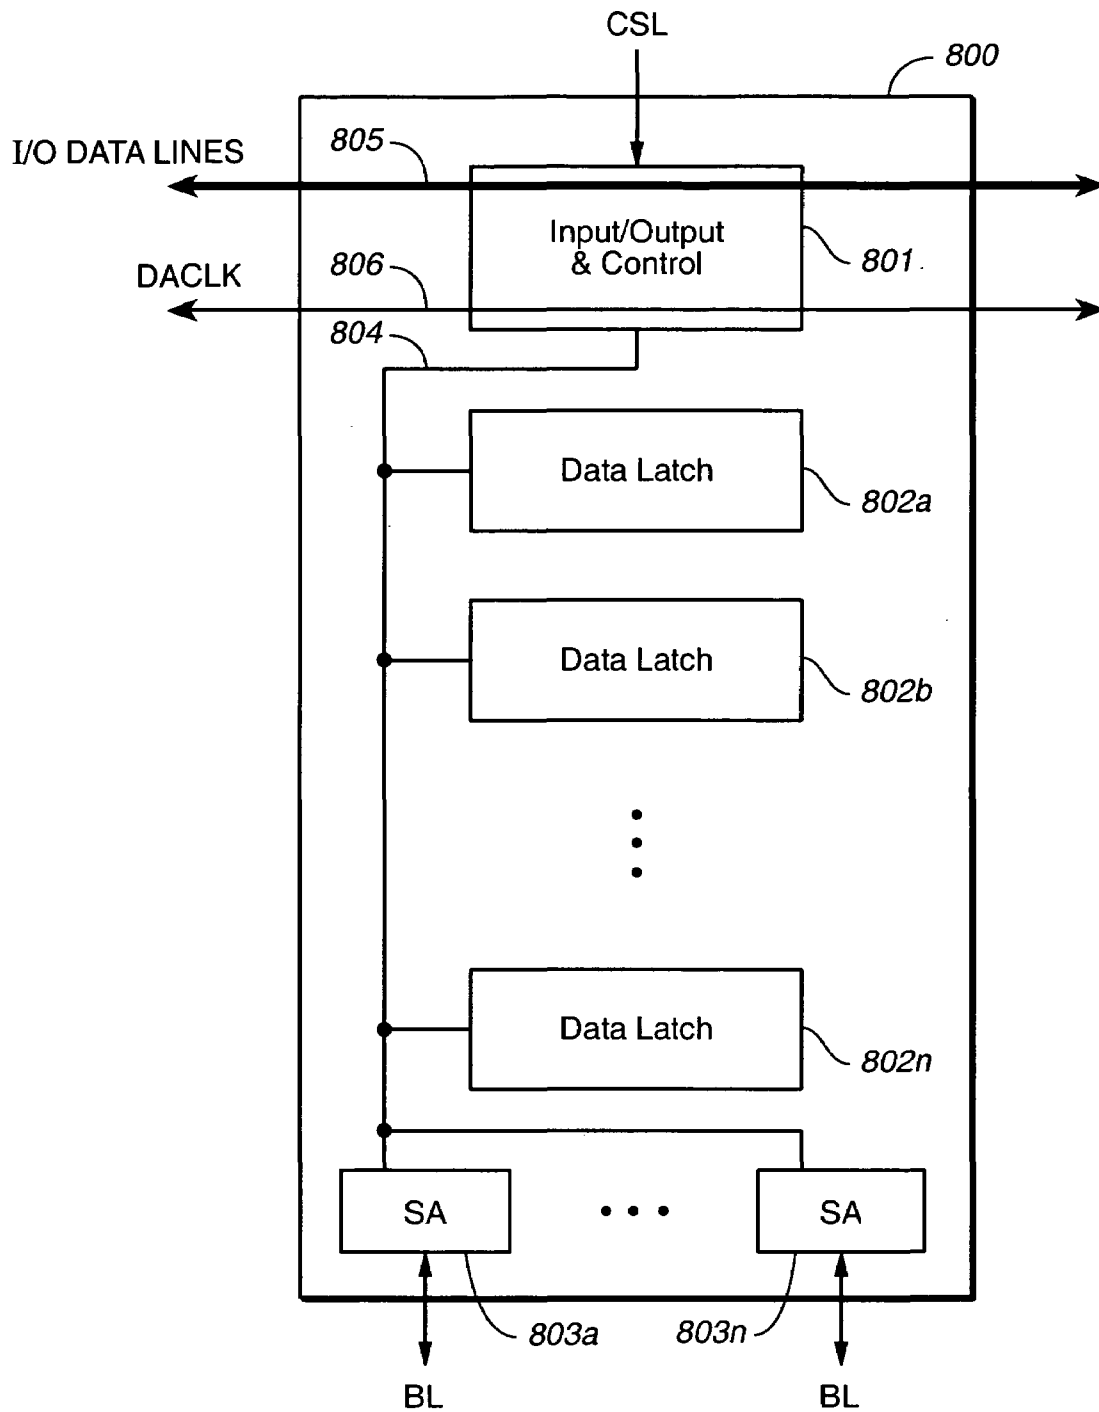 CSL
800
I/O DATA LINES
805
Input/Output
& Control
801
DACLK
806
804
Data Latch
802a
Data Latch
802b
Data Latch
802n
SA
SA
803a
803n
BL
BL